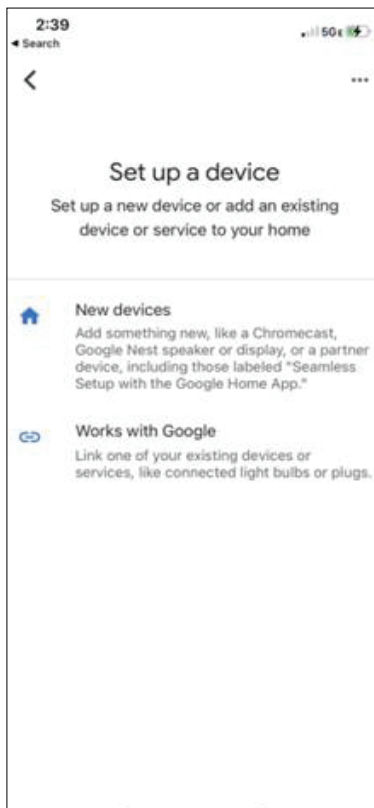 2:39
5GE
◀ Search
Set up a device
Set up a new device or add an existing
device or service to your home
New devices
Add something new, like a Chromecast,
Google Nest speaker or display, or a partner
device, including those labeled "Seamless
Setup with the Google Home App."
Works with Google
Link one of your existing devices or
services, like connected light bulbs or plugs.